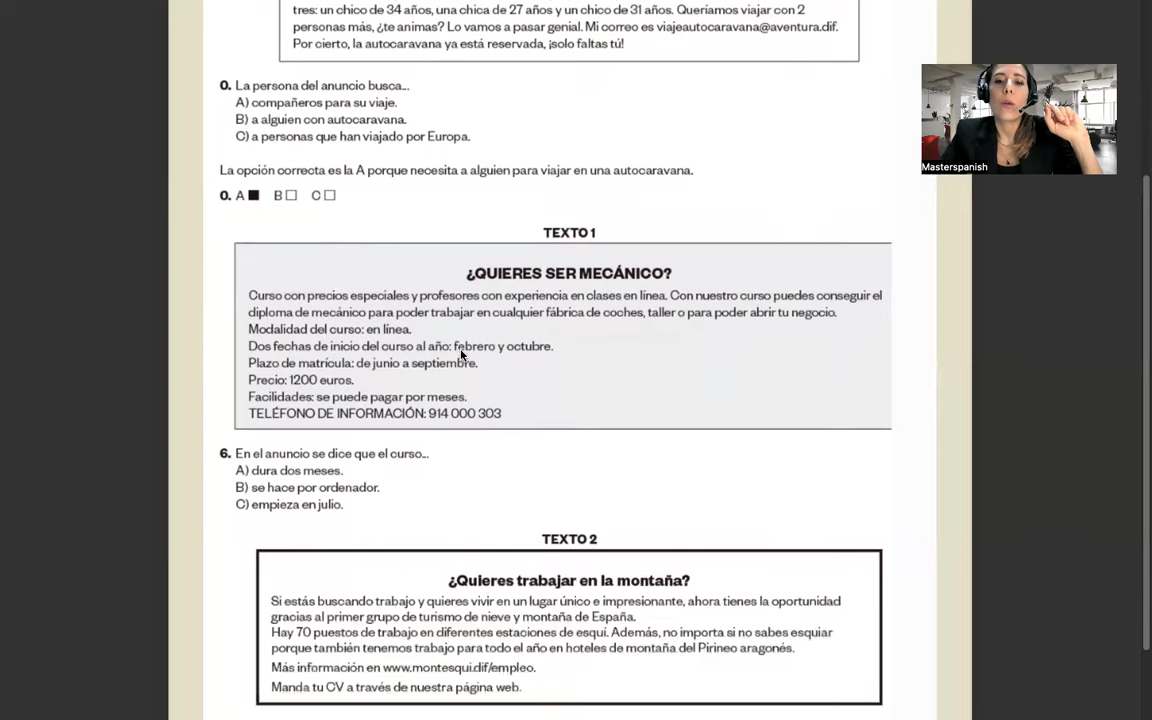 tres: un chico de 34 años, una chica de 27 años y un chico de 31 años. Queríamos viajar con 2
personas más, ¿te animas? Lo vamos a pasar genial. Mi correo es viajeautocaravana@aventura.dif.
Por cierto, la autocaravana ya está reservada, ¡solo faltas tú!
0. La persona del anuncio busca...
A) compañeros para su viaje.
B) a alguien con autocaravana.
C) a personas que han viajado por Europa.
La opción correcta es la A porque necesita a alguien para viajar en una autocaravana.
0. A ■ B □ C □
TEXTO 1
¿QUIERES SER MECÁNICO?
Curso con precios especiales y profesores con experiencia en clases en línea. Con nuestro curso puedes conseguir el
diploma de mecánico para poder trabajar en cualquier fábrica de coches, taller o para poder abrir tu negocio.
Modalidad del curso: en línea.
Dos fechas de inicio del curso al año: febrero y octubre.
Plazo de matrícula: de junio a septiembre.
Precio: 1200 euros.
Facilidades: se puede pagar por meses.
TELÉFONO DE INFORMACIÓN: 914 000 303
6. En el anuncio se dice que el curso...
A) dura dos meses.
B) se hace por ordenador.
C) empieza en julio.
TEXTO 2
¿Quieres trabajar en la montaña?
Si estás buscando trabajo y quieres vivir en un lugar único e impresionante, ahora tienes la oportunidad
gracias al primer grupo de turismo de nieve y montaña de España.
Hay 70 puestos de trabajo en diferentes estaciones de esquí. Además, no importa si no sabes esquiar
porque también tenemos trabajo para todo el año en hoteles de montaña del Pirineo aragonés.
Más información en www.montesqui.dif/empleo.
Manda tu CV a través de nuestra página web.
Masterspanish